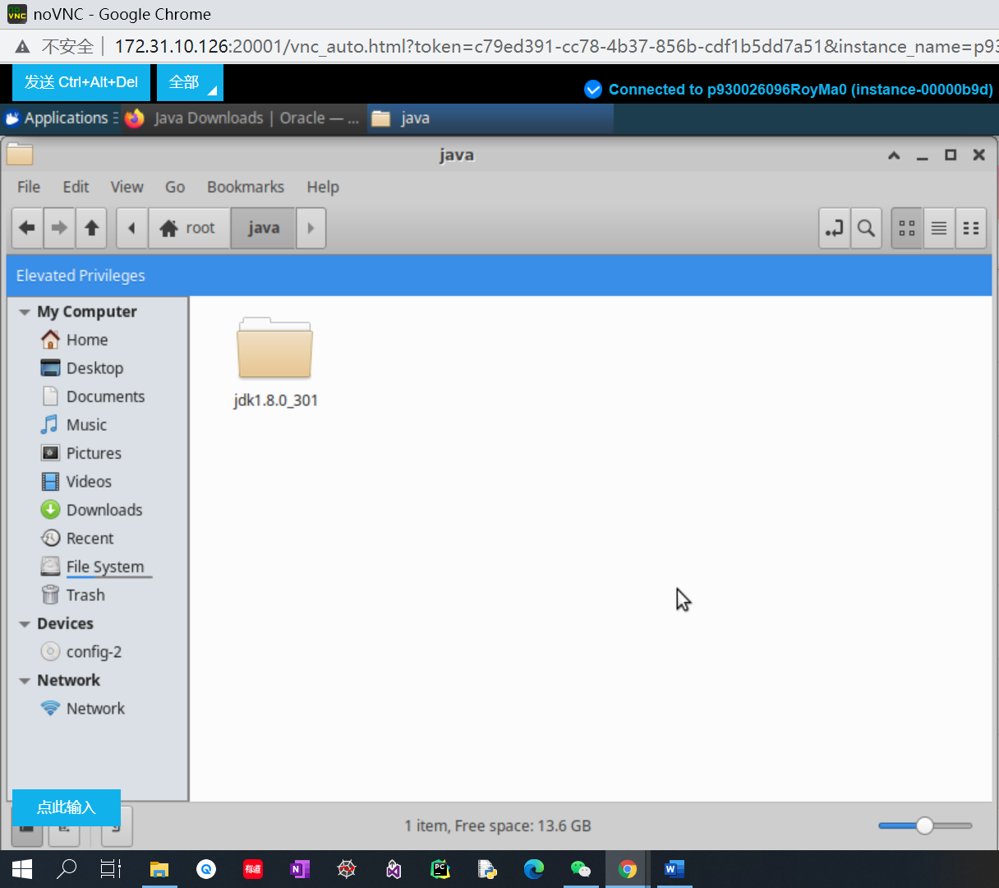 noVNC - Google Chrome
不安全 172.31.10.126:20001/vnc_auto.html?token=c79ed391-cc78-4b37-856b-cdf1b5dd7a51&instance_name=p93
发送 Ctrl+Alt+Del
全部
Connected to p930026096RoyMa0 (instance-00000b9d)
Applications
Java Downloads | Oracle — ...
java
java
File Edit View Go Bookmarks Help
root
java
Elevated Privileges
My Computer
Home
Desktop
Documents
Music
Pictures
Videos
Downloads
Recent
File System
Trash
Devices
config-2
Network
Network
jdk1.8.0_301
点此输入
1 item, Free space: 13.6 GB